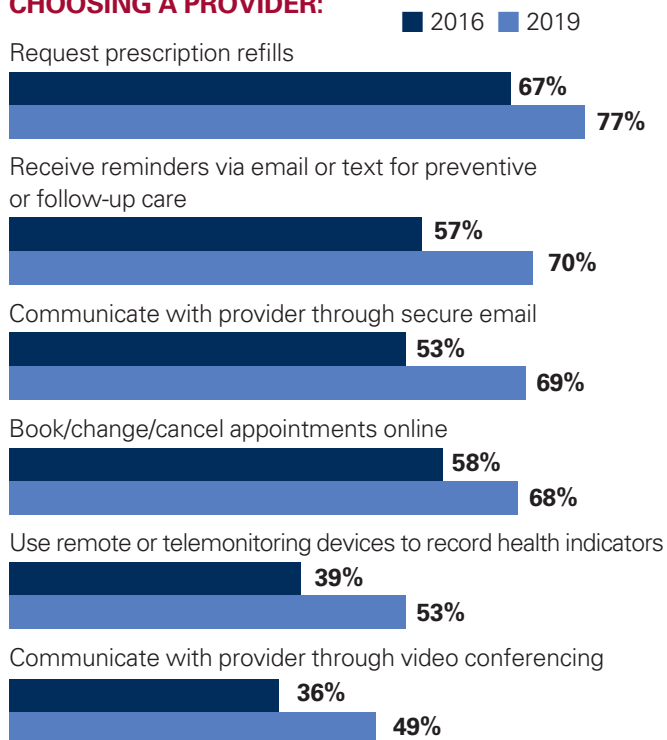 CHOOSING A PROVIDER:
2016 2019
Request prescription refills
67%
77%
Receive reminders via email or text for preventive
or follow-up care
57%
70%
Communicate with provider through secure email
53%
69%
Book/change/cancel appointments online
58%
68%
Use remote or telemonitoring devices to record health indicators
39%
53%
Communicate with provider through video conferencing
36%
49%